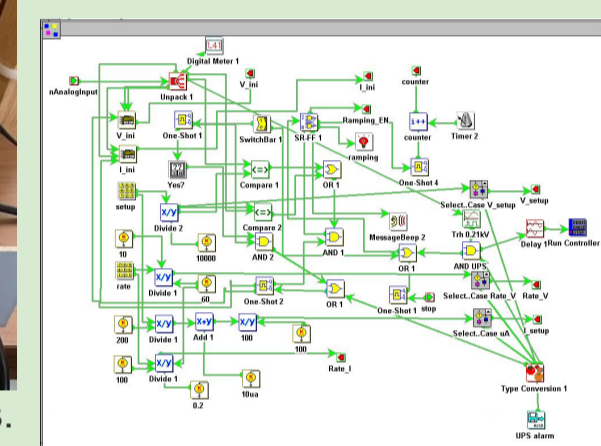 1.41
Digital Meter 1
nAnalogInput
Unpack 1
V_ini
I_ini
counter
V_ini
One-Shot 1
SwitchBar 1
SR-FF 1
Ramping_EN
i++
counter
Timer 2
I_ini
ramping
Yes?
<=>
Compare 1
OR 1
One-Shot 4
setup
X/Y
Divide 2
<=>
Compare 2
Select..Case V_setup
V_setup
10
10000
AND 2
AND 1
MessageBeep 2
Trh 0.21kV
Delay 1
Run Controller
OR 1
AND UPS
rate
X/Y
Divide 1
60
One-Shot 2
OR 1
One-Shot 1
stop
Select..Case Rate_V
Rate_V
200
X/Y
Divide 1
X+Y
Add 1
X/Y
100
100
Select..Case uA
I_setup
100
X/Y
Divide 1
Rate_I
0.2
10ua
Type Conversion 1
UPS alarm